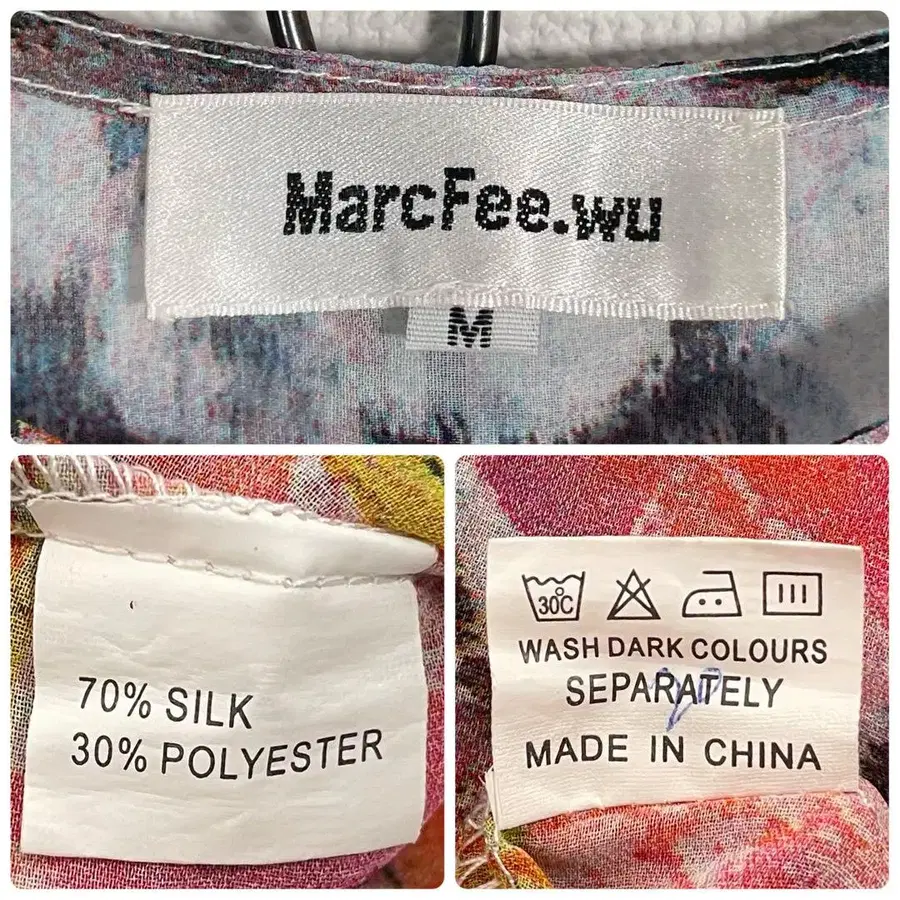 MarcFee.wu
M
70% SILK
30% POLYESTER
30°C
WASH DARK COLOURS
SEPARATELY
MADE IN CHINA